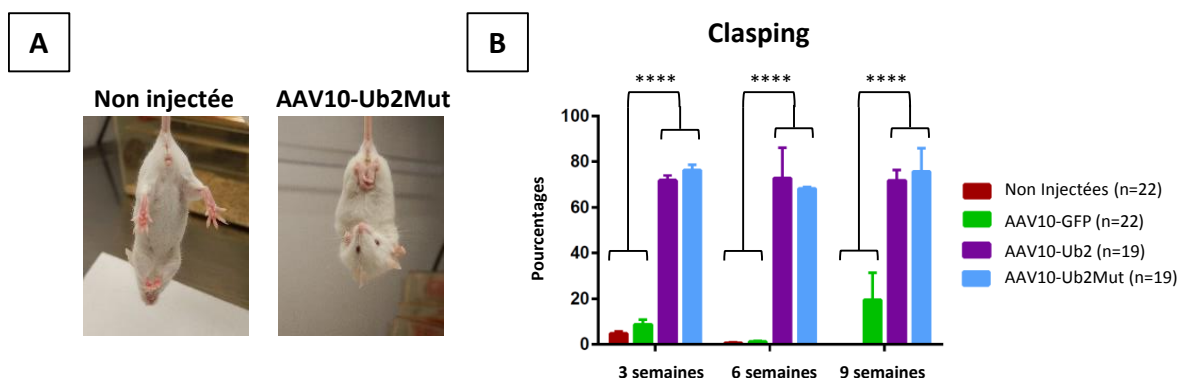 A
Non injectée
AAV10-Ub2Mut
B
Clasping
**** **** ****
Pourcentages
100
80
60
40
20
0
3 semaines 6 semaines 9 semaines
Non Injectées (n=22)
AAV10-GFP (n=22)
AAV10-Ub2 (n=19)
AAV10-Ub2Mut (n=19)